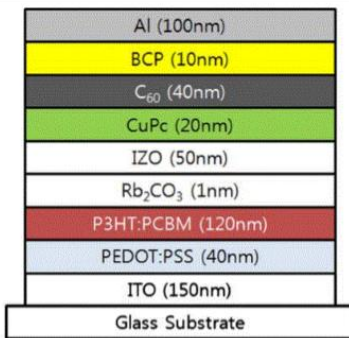 Al (100nm)
BCP (10nm)
C₆₀ (40nm)
CuPc (20nm)
IZO (50nm)
Rb₂CO₃ (1nm)
P3HT:PCBM (120nm)
PEDOT:PSS (40nm)
ITO (150nm)
Glass Substrate